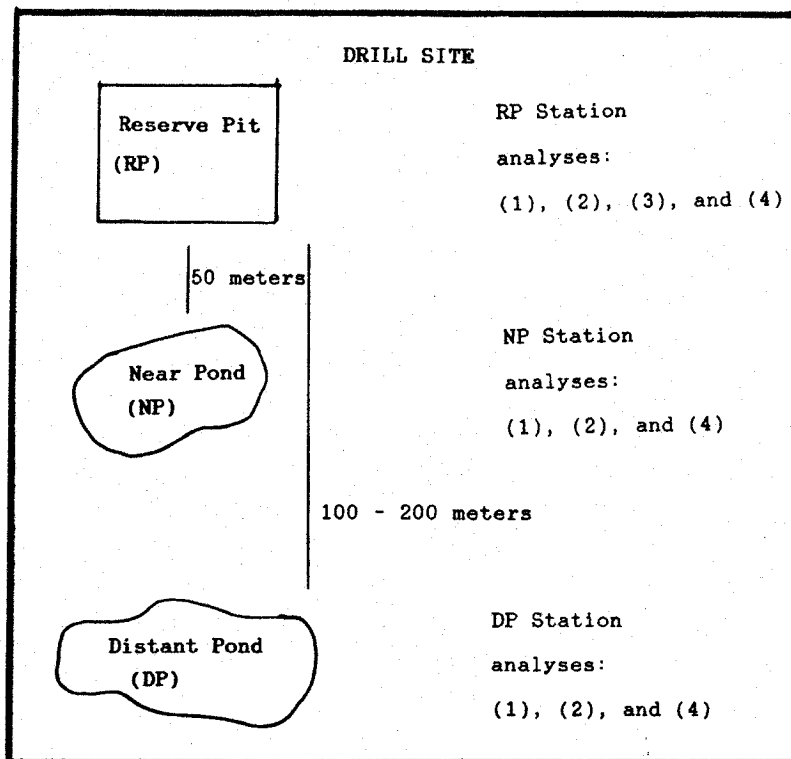 DRILL SITE
Reserve Pit
(RP)
RP Station
analyses:
(1), (2), (3), and (4)
50 meters
Near Pond
(NP)
NP Station
analyses:
(1), (2), and (4)
100 - 200 meters
Distant Pond
(DP)
DP Station
analyses:
(1), (2), and (4)